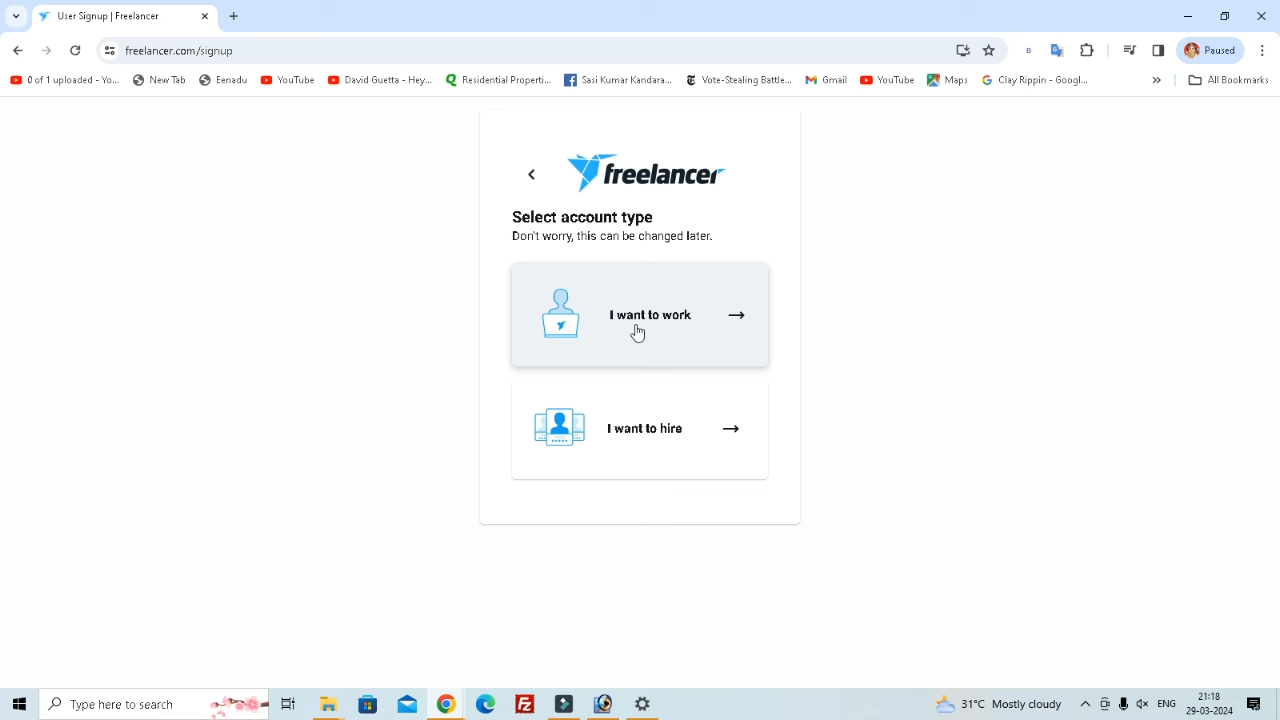 User Signup | Freelancer
freelancer.com/signup
Paused
0 of 1 uploaded - Yo...
New Tab
Eenadu
YouTube
David Guetta - Hey,...
Residential Properti...
Sasi Kumar Kandara...
Vote-Stealing Battle...
Gmail
YouTube
Maps
Clay Rippin - Googl...
All Bookmarks
freelancer
Select account type
Don't worry, this can be changed later.
I want to work
I want to hire
Type here to search
31°C Mostly cloudy
ENG
21:18
29-03-2024